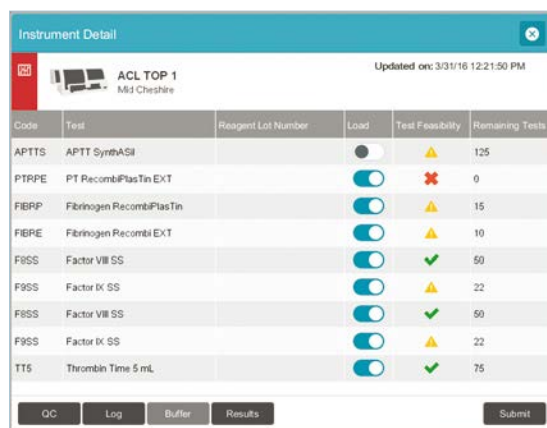 Instrument Detail
ACL TOP 1
Mid Cheshire
Updated on: 3/31/16 12:21:50 PM
Code Test Reagent Lot Number Load Test Feasibility Remaining Tests
APTTS APTT SynthASil 125
PTRPE PT RecombiPlasTin EXT 0
FIBRP Fibrinogen RecombiPlasTin 15
FIBRE Fibrinogen Recombi EXT 10
F8SS Factor VIII SS 50
F9SS Factor IX SS 22
F8SS Factor VIII SS 50
F9SS Factor IX SS 22
TT5 Thrombin Time 5 mL 75
QC Log Buffer Results Submit